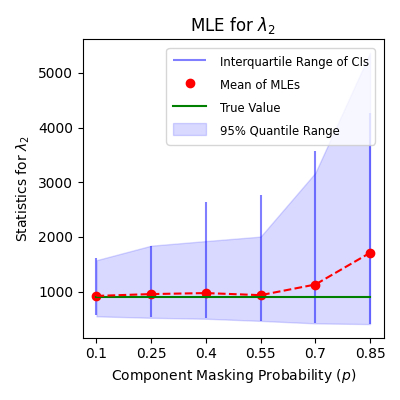 MLE for λ₂
Interquartile Range of CIs
Mean of MLEs
True Value
95% Quantile Range
Statistics for λ₂
5000
4000
3000
2000
1000
0.1 0.25 0.4 0.55 0.7 0.85
Component Masking Probability (p)